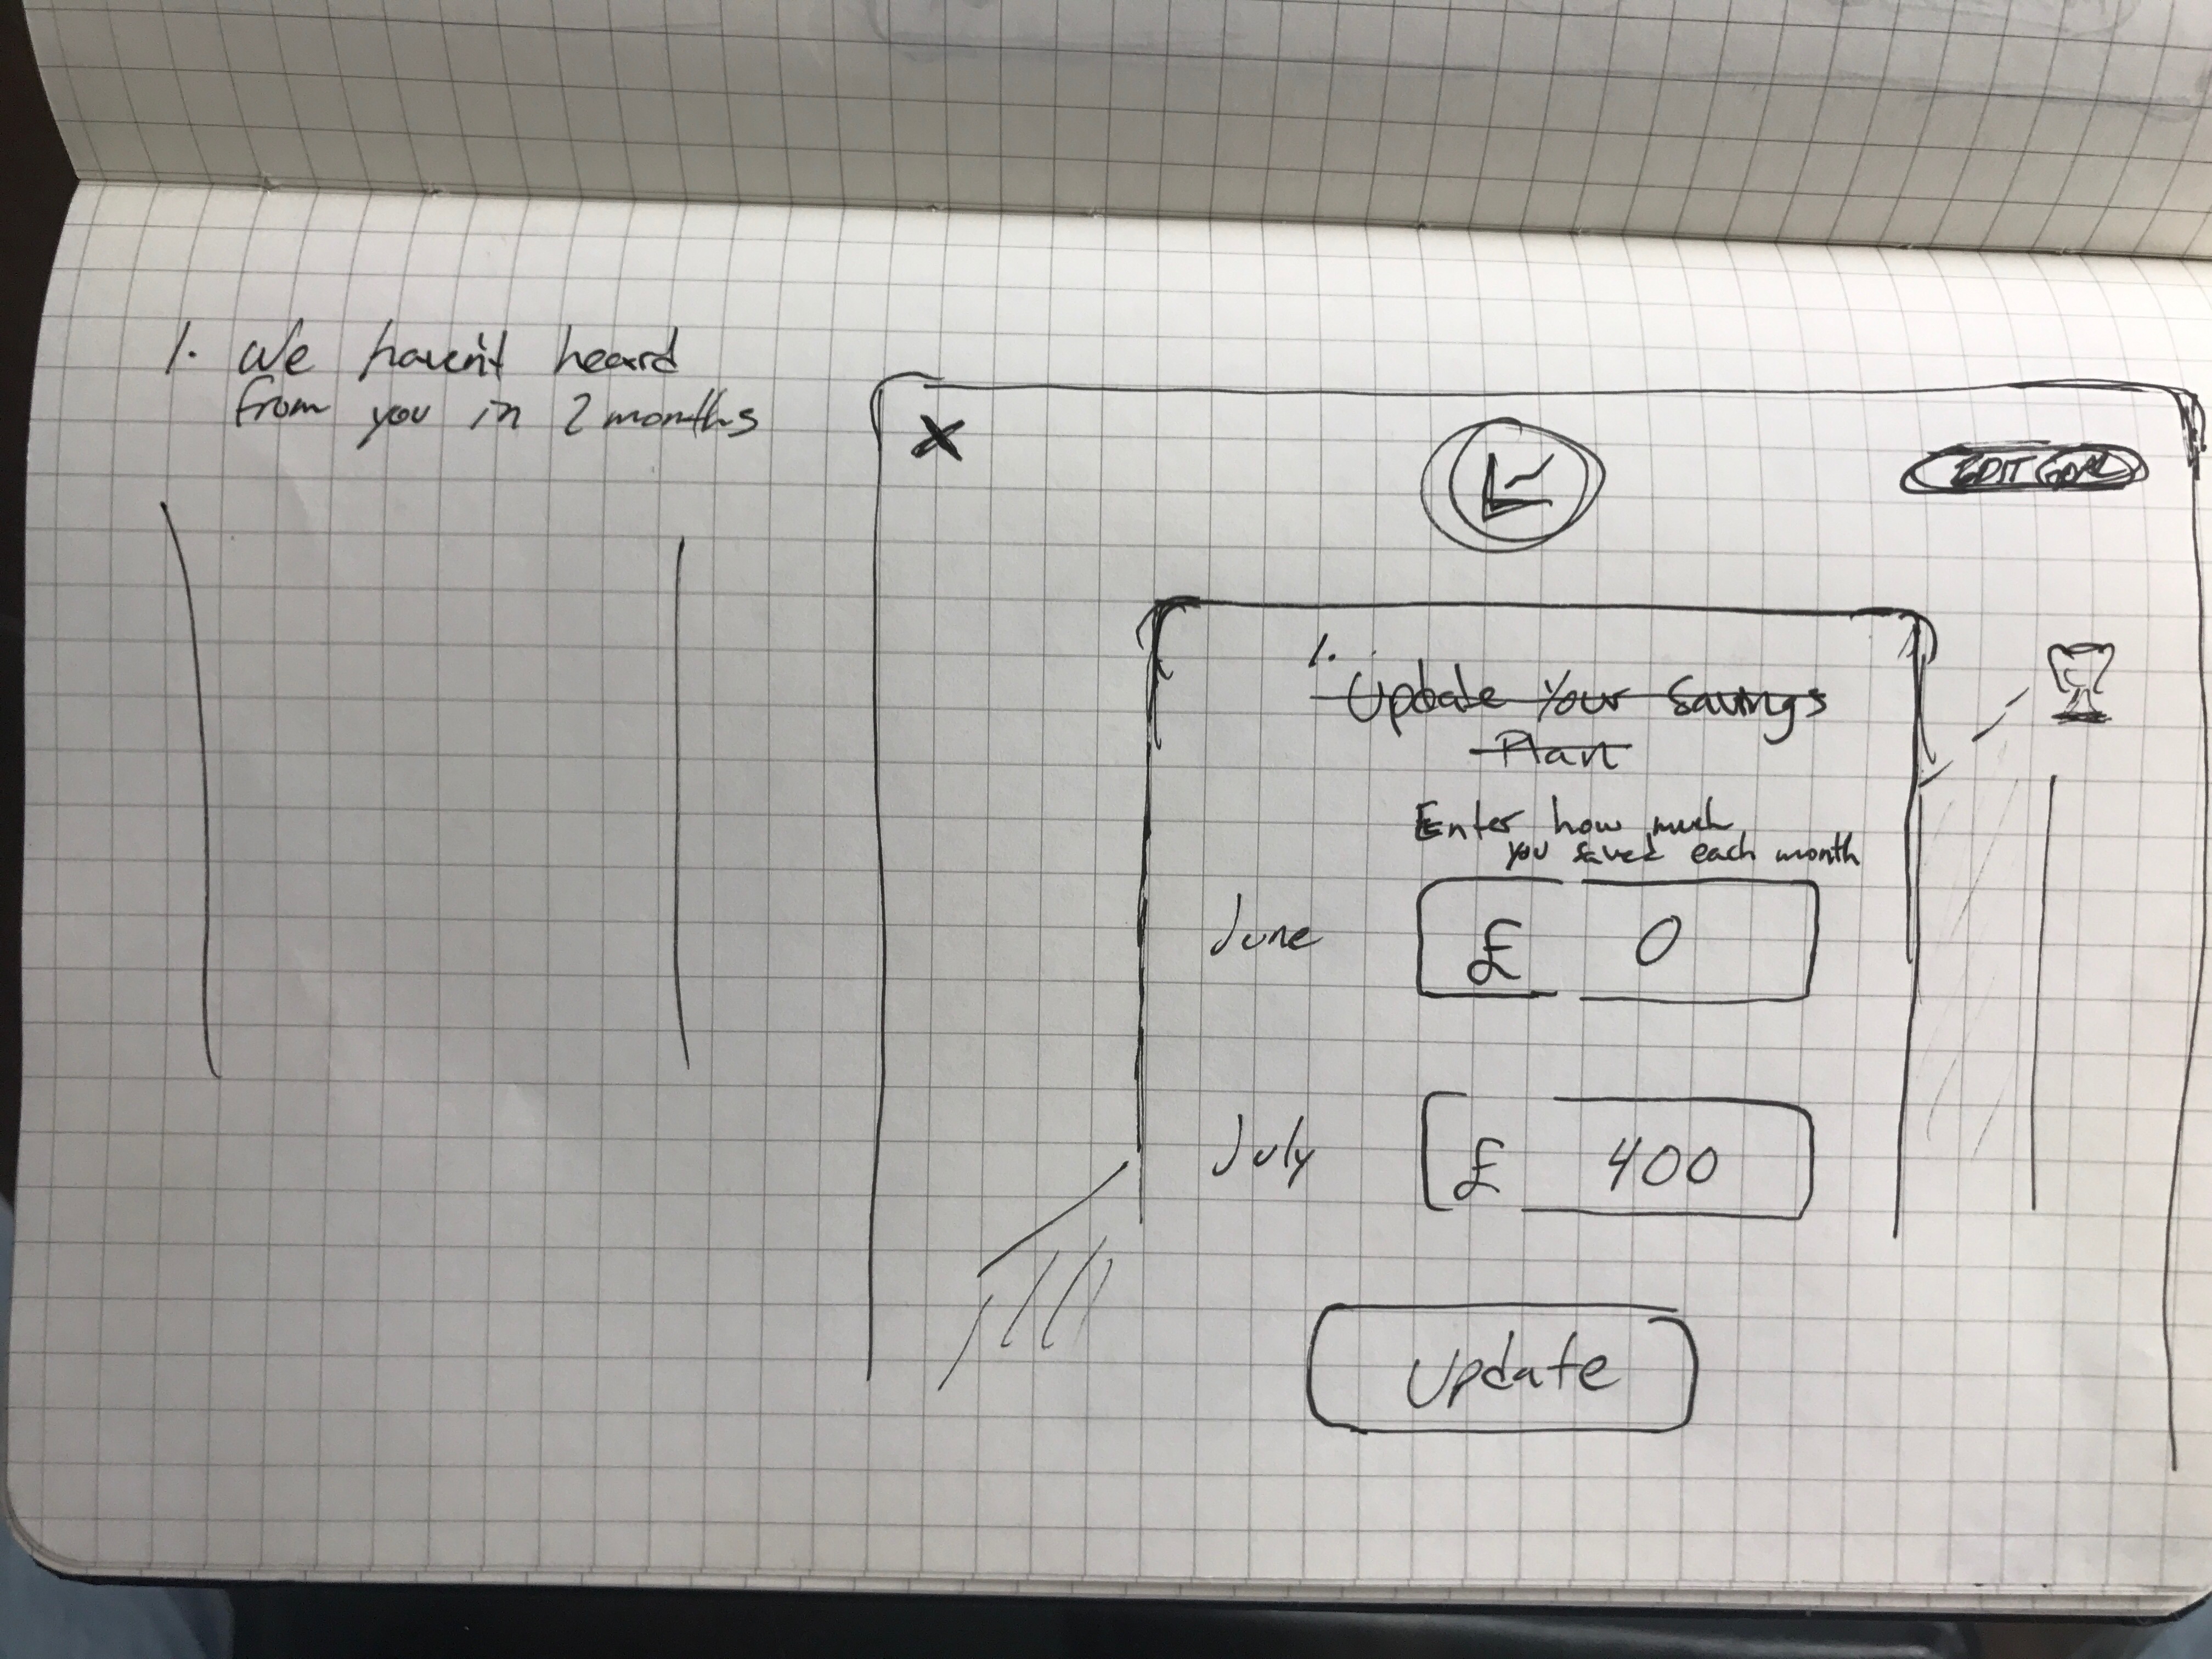 1. We haven't heard
from you in 2 months
X
EDIT GOAL
1.
Update Your Savings
Plan
Enter how much
you saved each month
June £ 0
July £ 400
Update